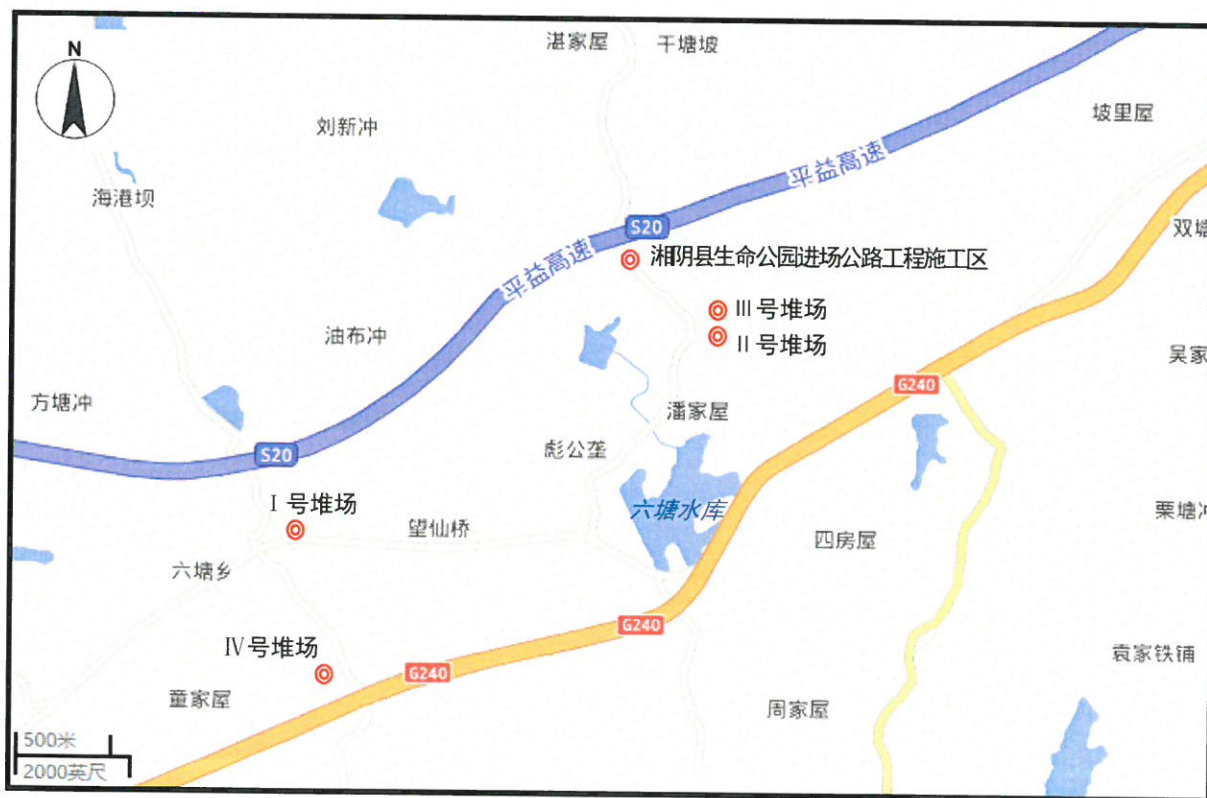 N
湛家屋
干塘坡
坡里屋
刘新冲
平益高速
海港坝
S20
双塘
湘阴县生命公园进场公路工程施工区
平益高速
Ⅲ号堆场
油布冲
Ⅱ号堆场
吴家
G240
方塘冲
潘家屋
彪公垄
S20
Ⅰ号堆场
六塘水库
望仙桥
栗塘冲
四房屋
六塘乡
G240
Ⅳ号堆场
G240
袁家铁铺
童家屋
周家屋
500米
2000英尺